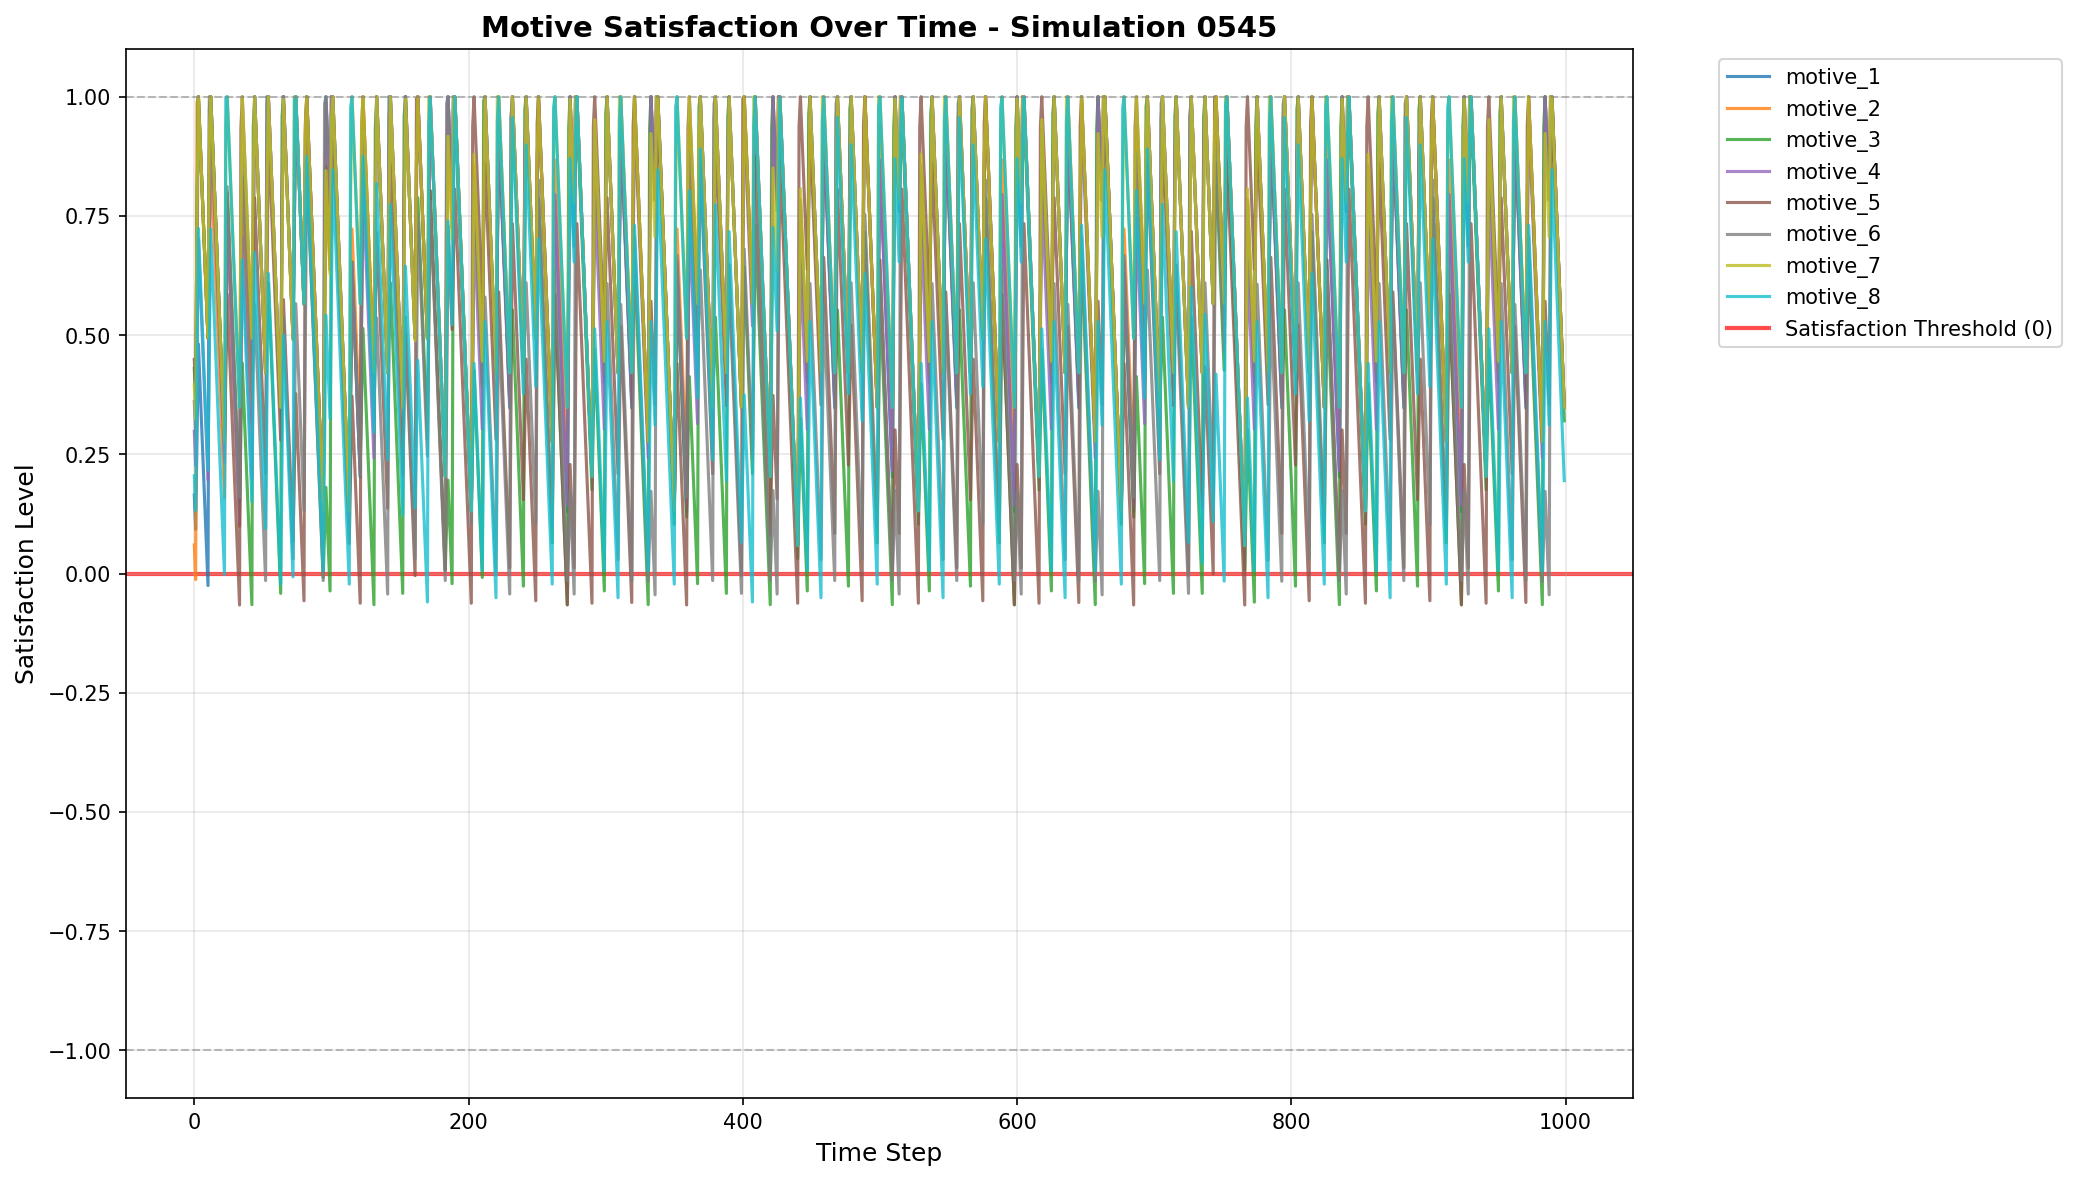 Motive Satisfaction Over Time - Simulation 0545
1.00
0.75
0.50
0.25
0.00
−0.25
−0.50
−0.75
−1.00
Satisfaction Level
0
200
400
600
800
1000
Time Step
motive_1
motive_2
motive_3
motive_4
motive_5
motive_6
motive_7
motive_8
Satisfaction Threshold (0)